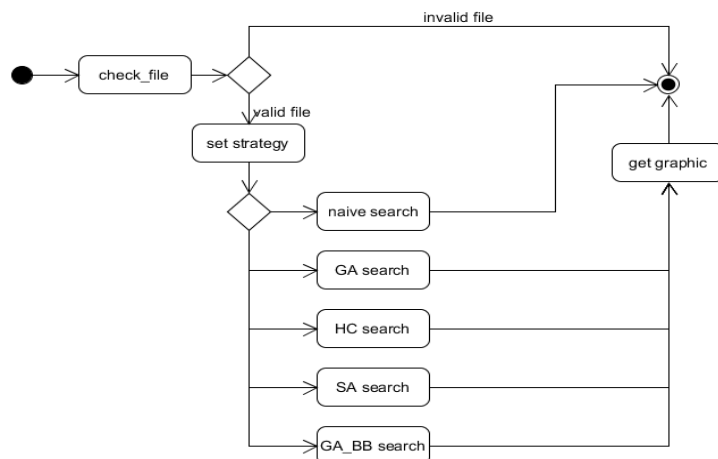 invalid file
check_file
valid file
set strategy
get graphic
naive search
GA search
HC search
SA search
GA_BB search